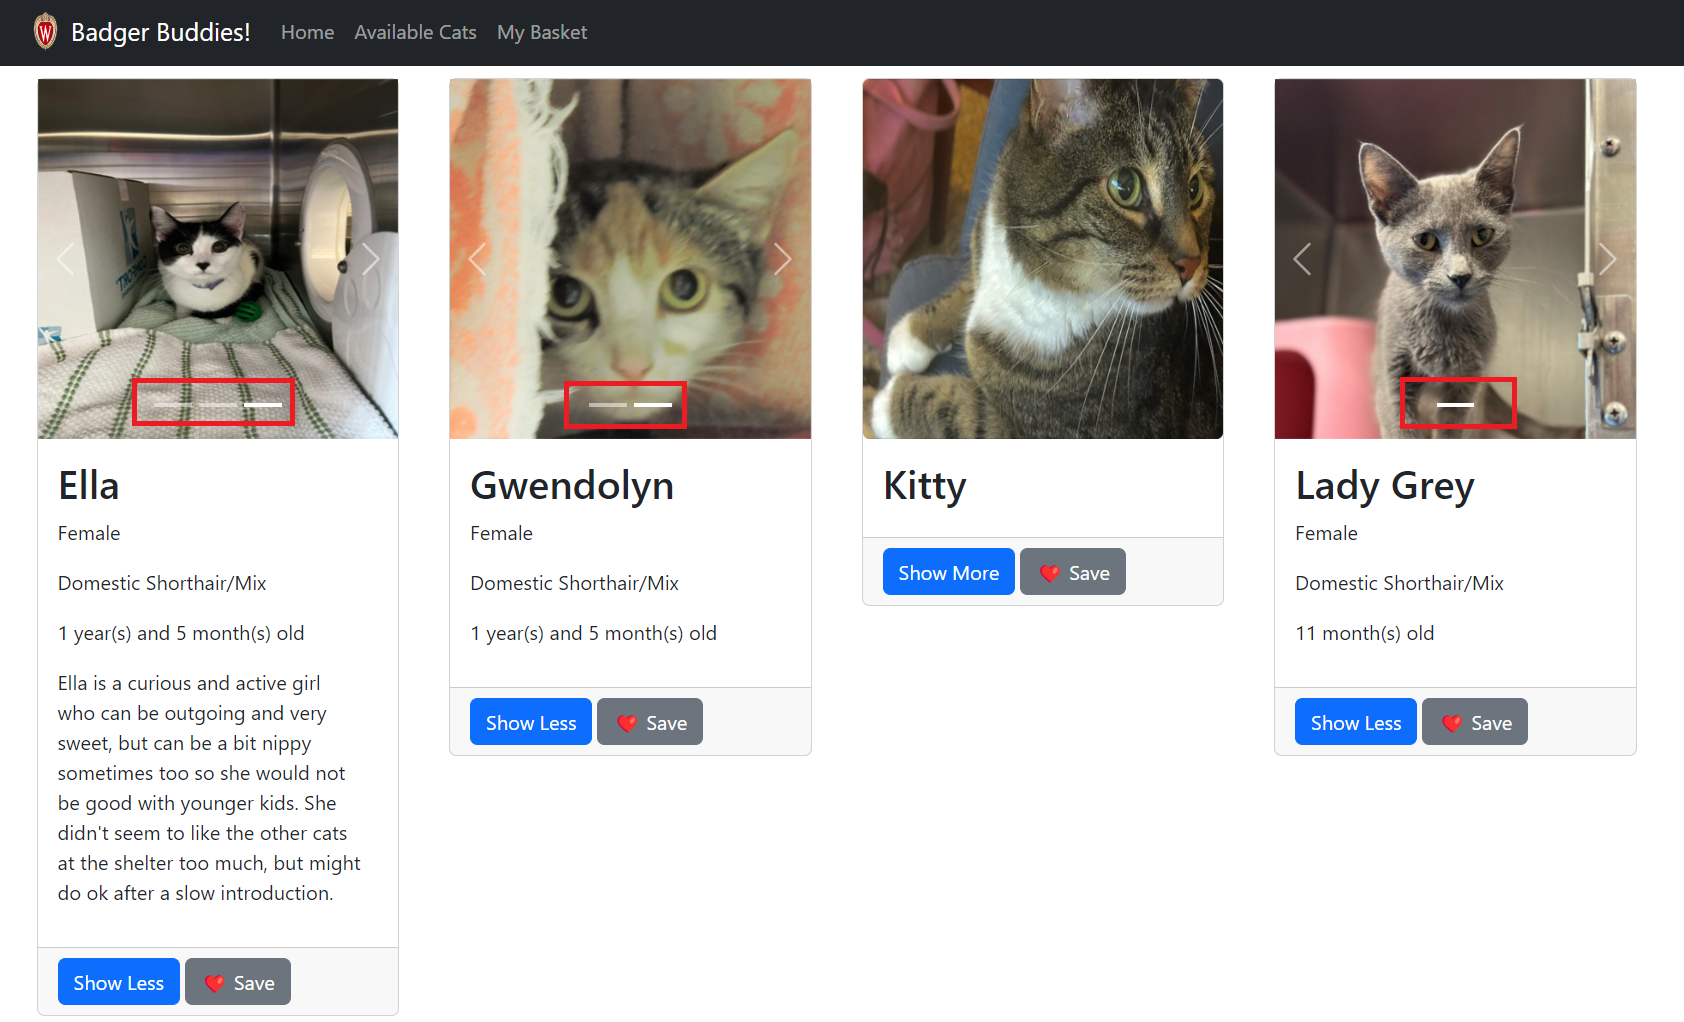 W Badger Buddies! Home Available Cats My Basket
Ella
Female
Domestic Shorthair/Mix
1 year(s) and 5 month(s) old
Ella is a curious and active girl
who can be outgoing and very
sweet, but can be a bit nippy
sometimes too so she would not
be good with younger kids. She
didn't seem to like the other cats
at the shelter too much, but might
do ok after a slow introduction.
Show Less Save
Gwendolyn
Female
Domestic Shorthair/Mix
1 year(s) and 5 month(s) old
Show Less Save
Kitty
Show More Save
Lady Grey
Female
Domestic Shorthair/Mix
11 month(s) old
Show Less Save